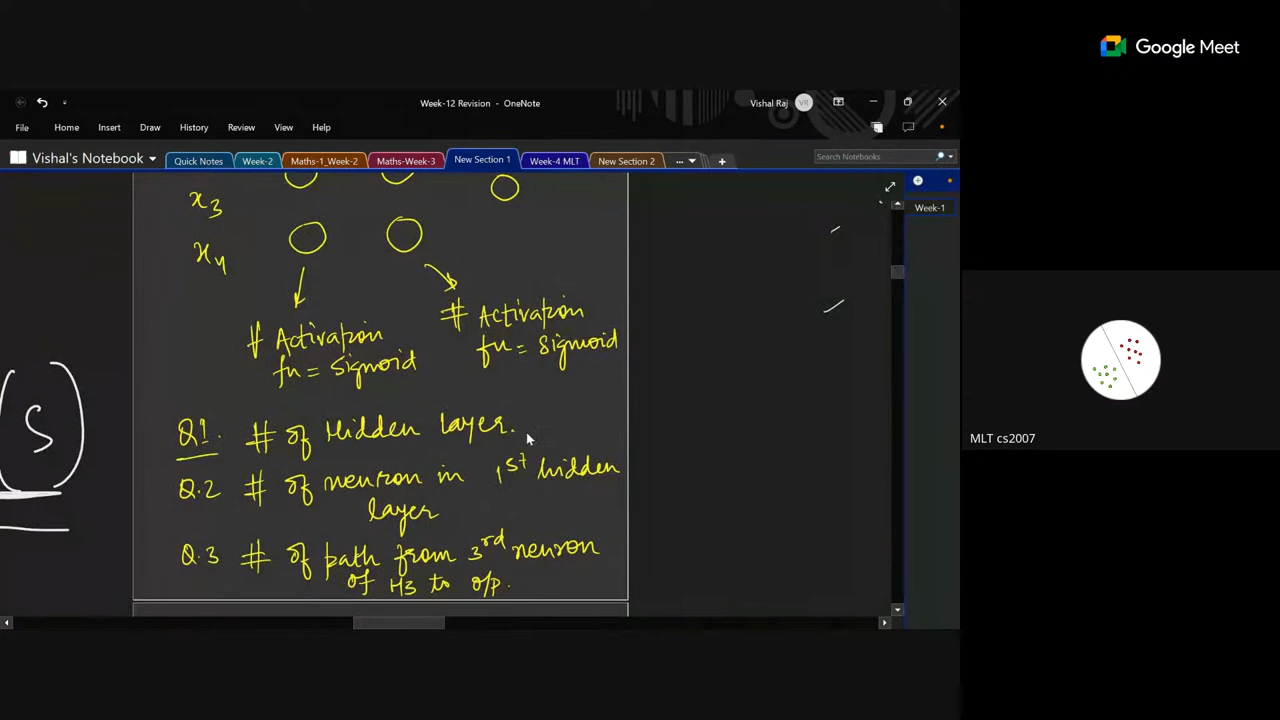 Google Meet
Week-12 Revision - OneNote
Vishal Raj VR
File Home Insert Draw History Review View Help
Vishal's Notebook
Quick Notes Week-2 Maths-1_Week-2 Maths-Week-3 New Section 1 Week-4 MLT New Section 2 ... +
Search Notebooks
Week-1
x3
x4
# Activation
fn = Sigmoid
# Activation
fn = Sigmoid
(S)
Q1. # of Hidden layer.
Q.2 # of neuron in 1st hidden
layer
Q.3 # of path from 3rd neuron
of H3 to o/p.
MLT cs2007